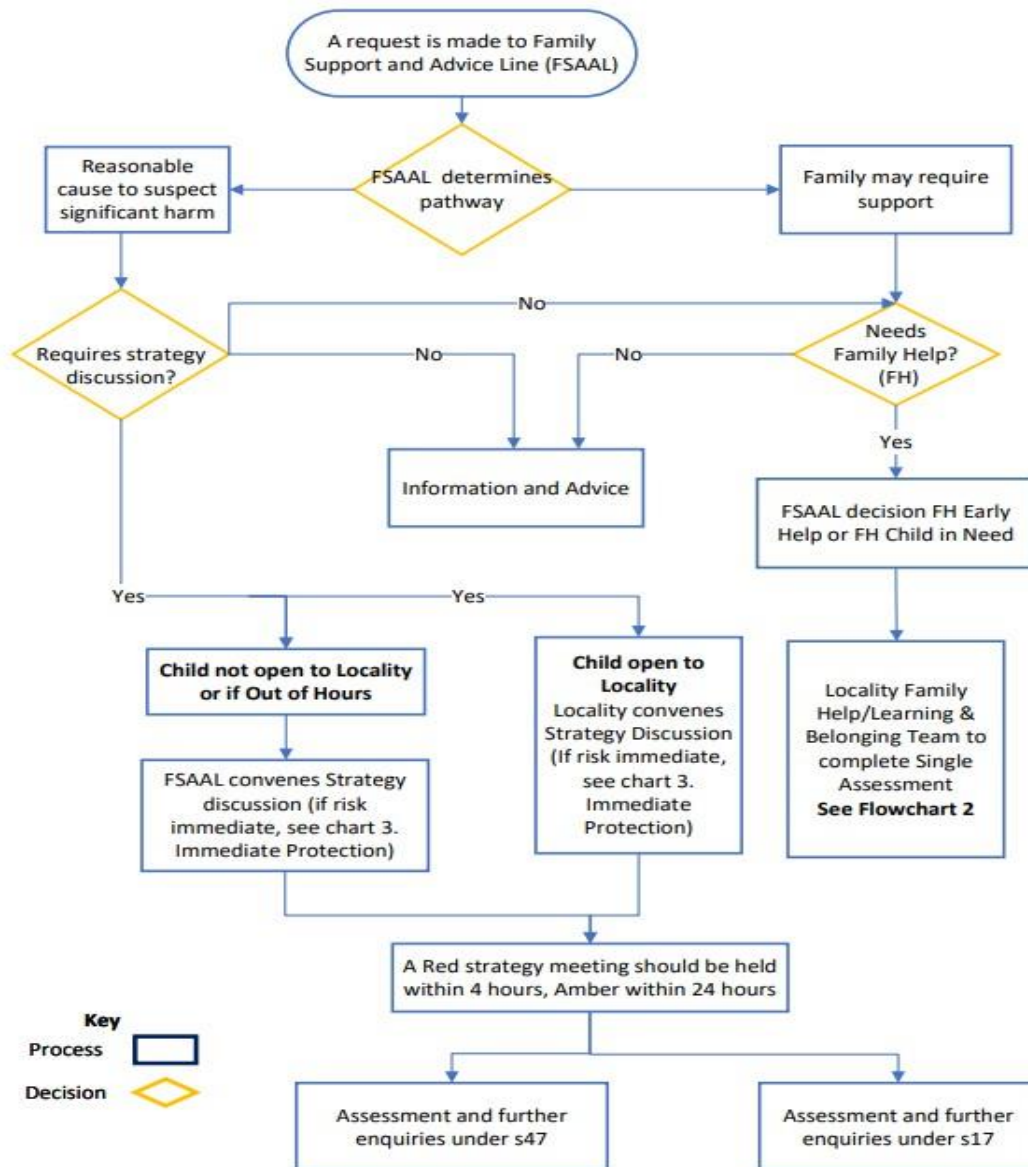 A request is made to Family
Support and Advice Line (FSAAL)
Reasonable
cause to suspect
significant harm
FSAAL determines
pathway
Family may require
support
No
Requires strategy
discussion?
No
No
Needs
Family Help?
(FH)
Yes
Information and Advice
FSAAL decision FH Early
Help or FH Child in Need
Yes
Yes
Child not open to Locality
or if Out of Hours
Child open to
Locality
Locality convenes
Strategy Discussion
(If risk immediate,
see chart 3.
Immediate
Protection)
Locality Family
Help/Learning &
Belonging Team to
complete Single
Assessment
See Flowchart 2
FSAAL convenes Strategy
discussion (if risk
immediate, see chart 3.
Immediate Protection)
A Red strategy meeting should be held
within 4 hours, Amber within 24 hours
Key
Process
Decision
Assessment and further
enquiries under s47
Assessment and further
enquiries under s17